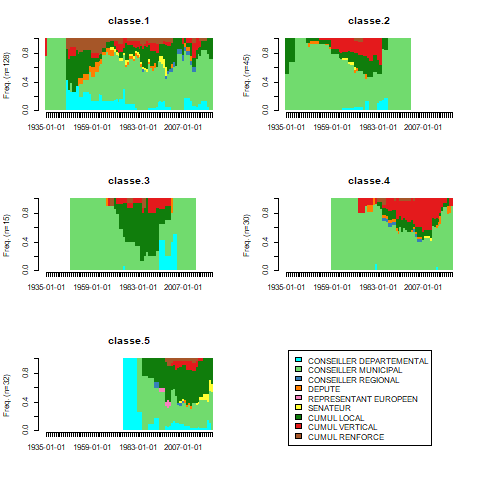 classe.1
Freq. (n=128)
0.0 0.4 0.8
1935-01-01 1959-01-01 1983-01-01 2007-01-01
classe.2
Freq. (n=45)
0.0 0.4 0.8
1935-01-01 1959-01-01 1983-01-01 2007-01-01
classe.3
Freq. (n=15)
0.0 0.4 0.8
1935-01-01 1959-01-01 1983-01-01 2007-01-01
classe.4
Freq. (n=30)
0.0 0.4 0.8
1935-01-01 1959-01-01 1983-01-01 2007-01-01
classe.5
Freq. (n=32)
0.0 0.4 0.8
1935-01-01 1959-01-01 1983-01-01 2007-01-01
CONSEILLER DEPARTEMENTAL
CONSEILLER MUNICIPAL
CONSEILLER REGIONAL
DEPUTE
REPRESENTANT EUROPEEN
SENATEUR
CUMUL LOCAL
CUMUL VERTICAL
CUMUL RENFORCE